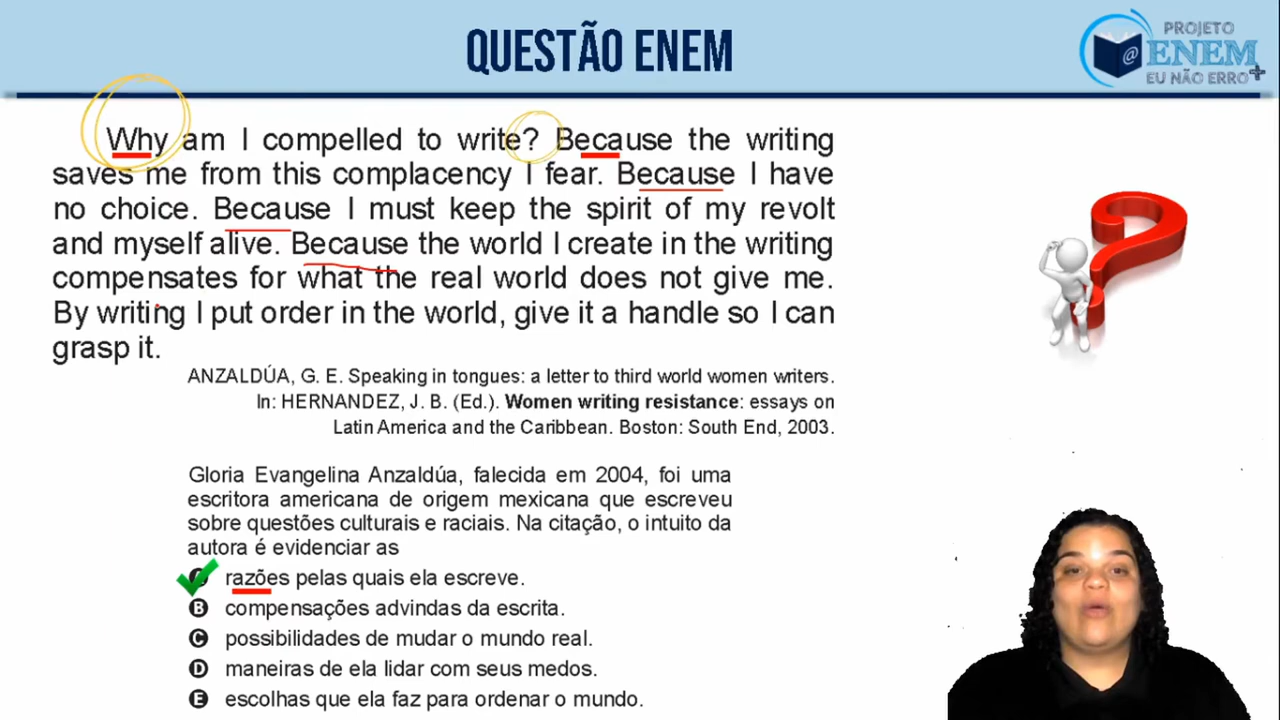 QUESTÃO ENEM
PROJETO
@ ENEM+
EU NÃO ERRO
Why am I compelled to write? Because the writing
saves me from this complacency I fear. Because I have
no choice. Because I must keep the spirit of my revolt
and myself alive. Because the world I create in the writing
compensates for what the real world does not give me.
By writing I put order in the world, give it a handle so I can
grasp it.
ANZALDÚA, G. E. Speaking in tongues: a letter to third world women writers.
In: HERNANDEZ, J. B. (Ed.). Women writing resistance: essays on
Latin America and the Caribbean. Boston: South End, 2003.
Gloria Evangelina Anzaldúa, falecida em 2004, foi uma
escritora americana de origem mexicana que escreveu
sobre questões culturais e raciais. Na citação, o intuito da
autora é evidenciar as
razões pelas quais ela escreve.
B compensações advindas da escrita.
C possibilidades de mudar o mundo real.
D maneiras de ela lidar com seus medos.
E escolhas que ela faz para ordenar o mundo.